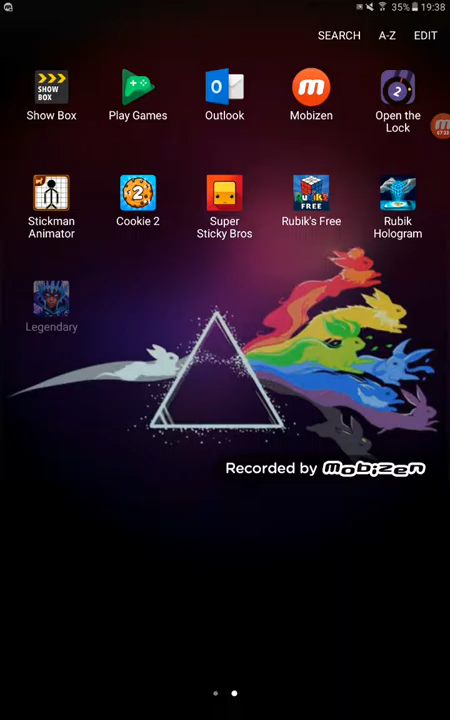 35% 19:38
SEARCH A-Z EDIT
SHOW
BOX
Show Box
Play Games
Outlook
Mobizen
Open the
Lock
Stickman
Animator
Cookie 2
Super
Sticky Bros
Rubik's Free
Rubik
Hologram
Legendary
Recorded by mobizen